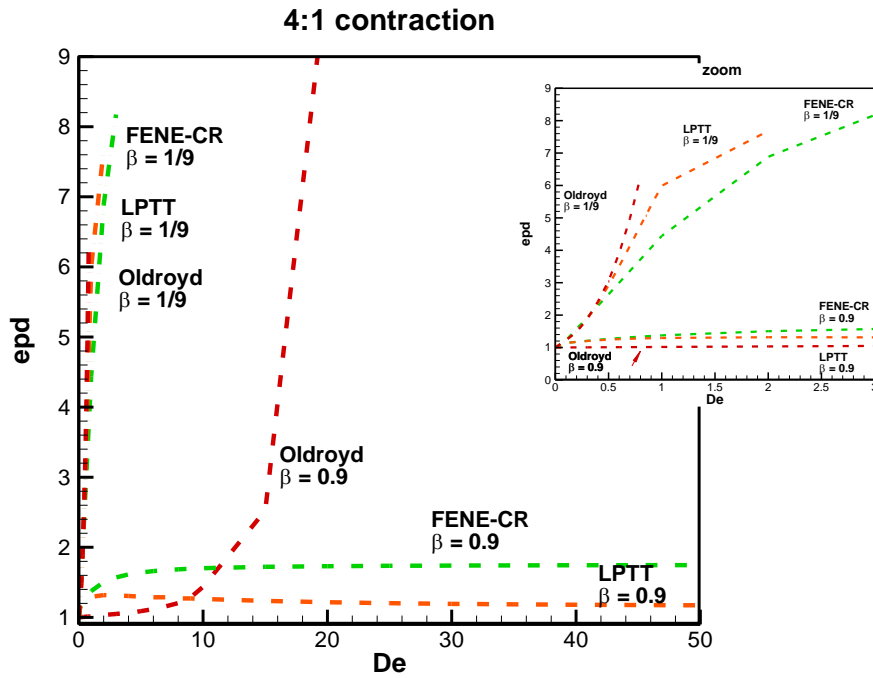 4:1 contraction
9
8
7
6
5
4
3
2
1
epd
0
10
20
30
40
50
De
FENE-CR
β = 1/9
LPTT
β = 1/9
Oldroyd
β = 1/9
Oldroyd
β = 0.9
FENE-CR
β = 0.9
LPTT
β = 0.9
zoom
9
8
7
6
5
4
3
2
1
0
epd
0
0.5
1
1.5
2
2.5
3
De
FENE-CR
β = 1/9
LPTT
β = 1/9
Oldroyd
β = 1/9
FENE-CR
β = 0.9
Oldroyd
β = 0.9
LPTT
β = 0.9